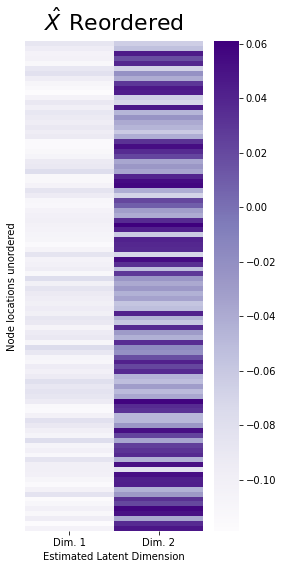 X̂ Reordered
Node locations unordered
Dim. 1
Dim. 2
Estimated Latent Dimension
0.06
0.04
0.02
0.00
−0.02
−0.04
−0.06
−0.08
−0.10